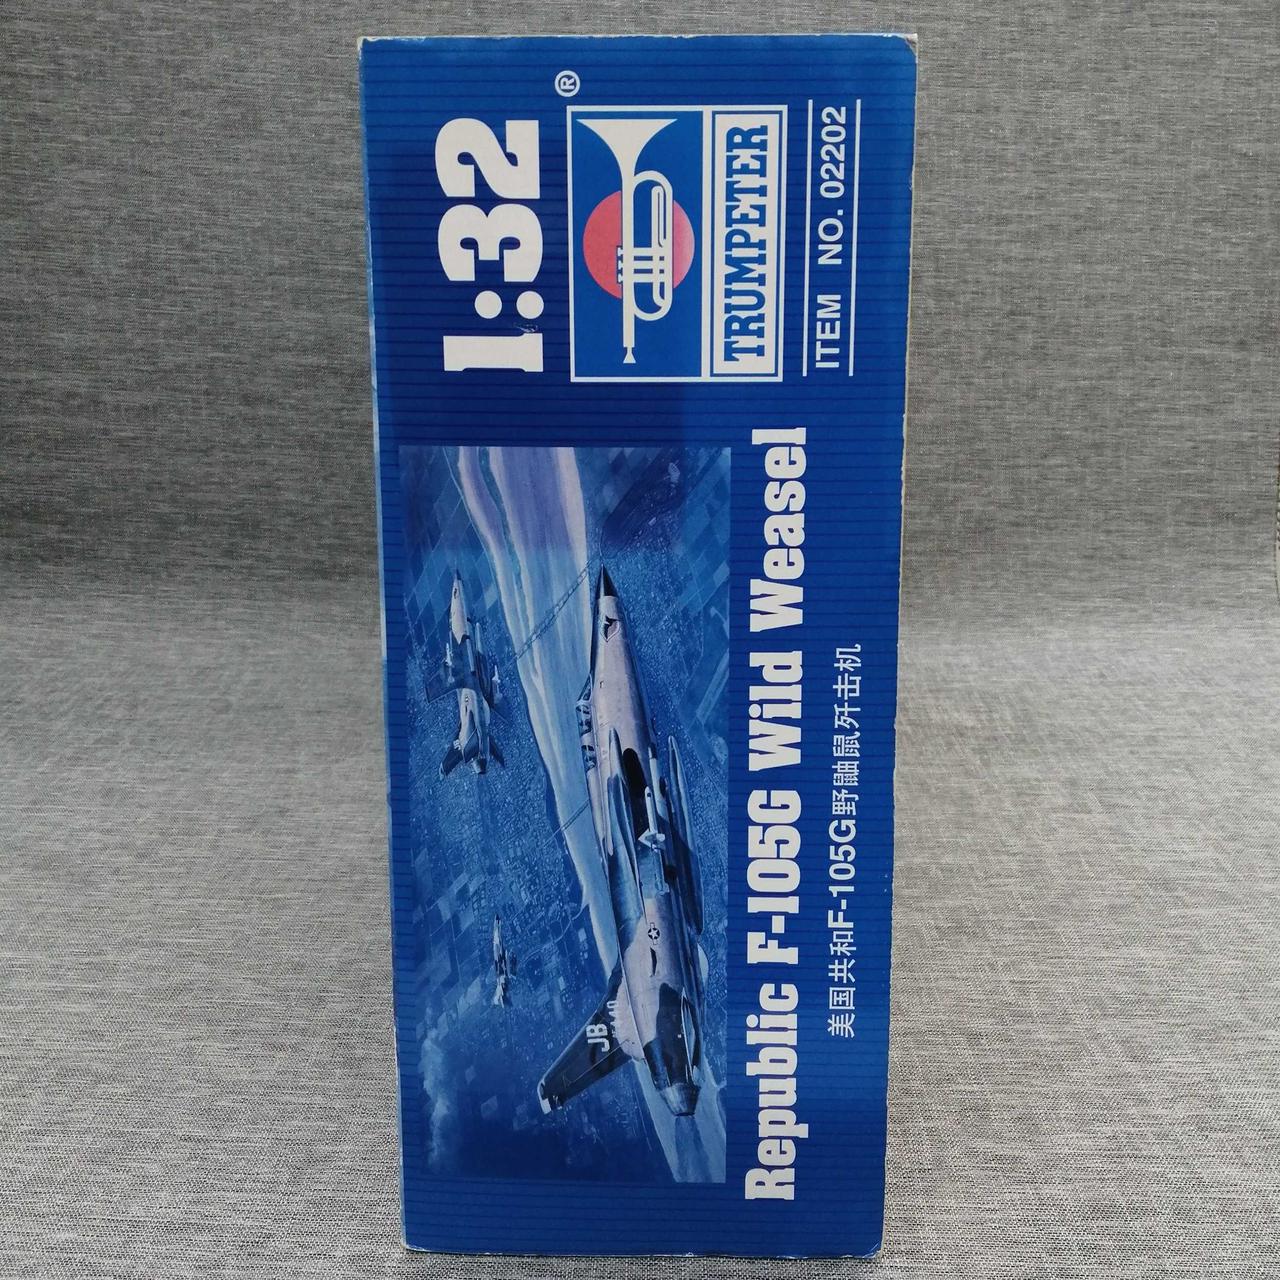 1:32
®
TRUMPETER
ITEM NO. 02202
JB
Republic F-105G Wild Weasel
美国共和F-105G野鼬鼠歼击机